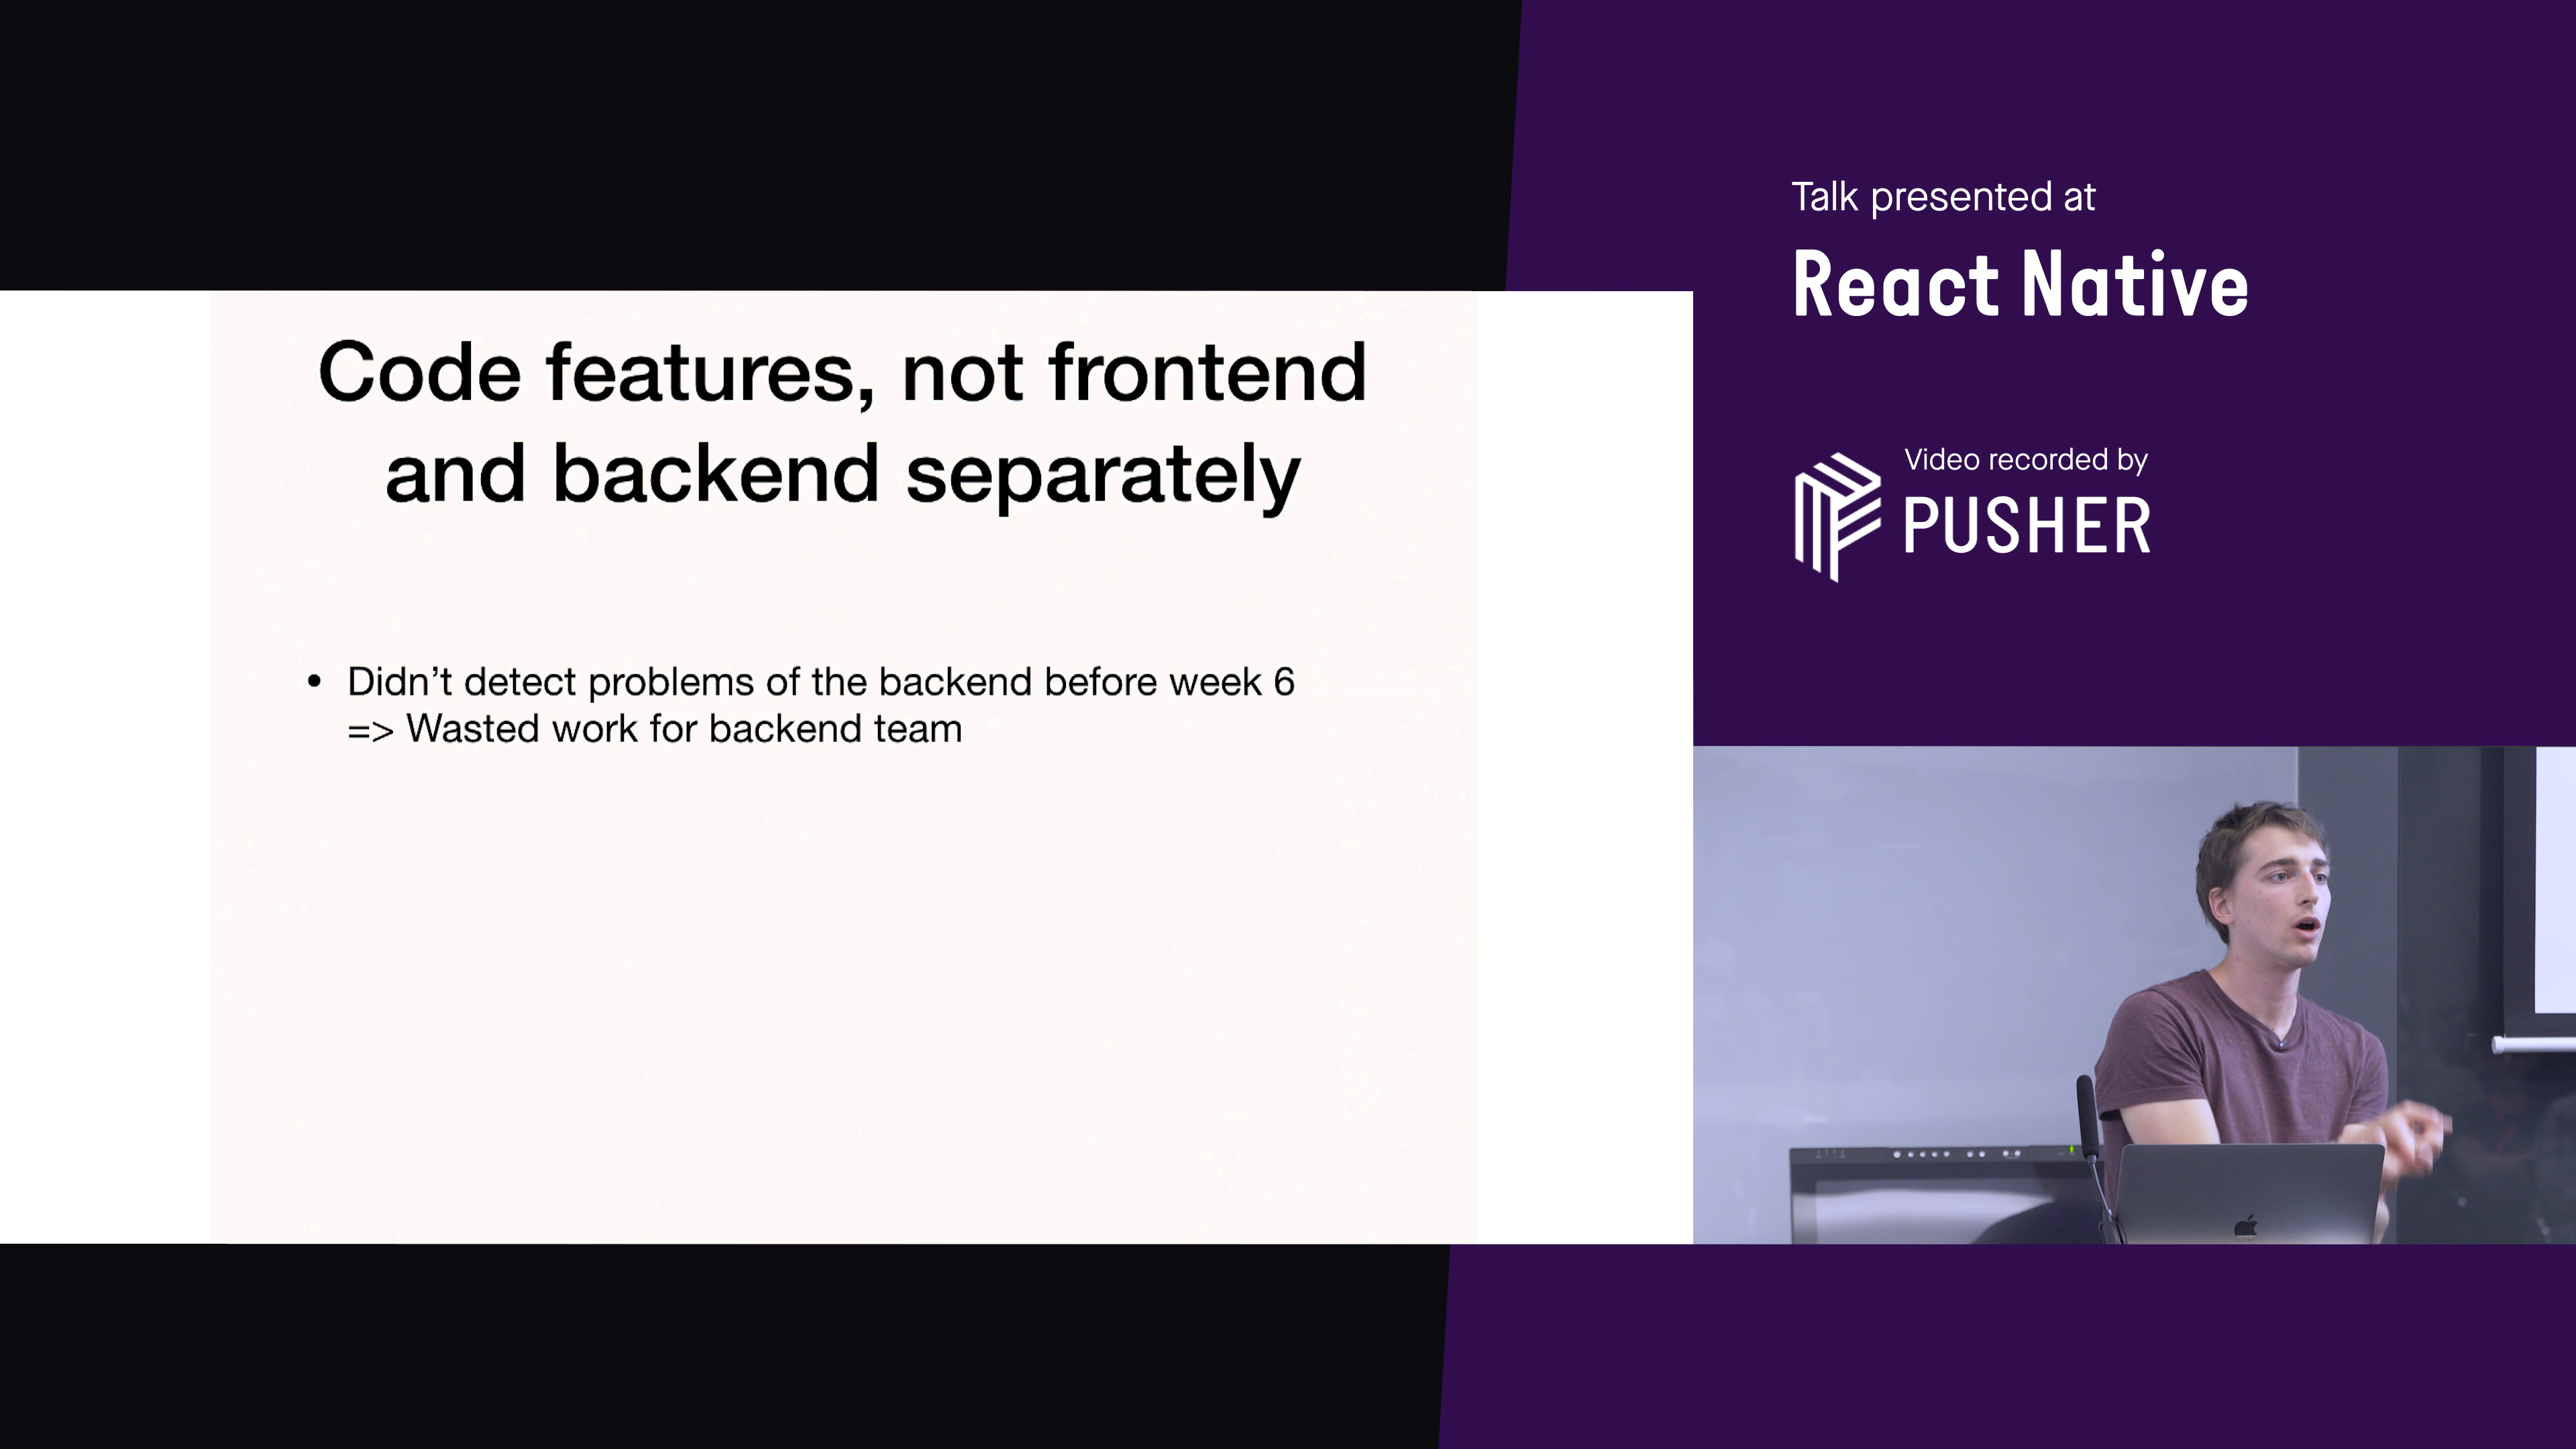 Code features, not frontend
and backend separately
• Didn't detect problems of the backend before week 6
=> Wasted work for backend team
Talk presented at
React Native
Video recorded by
PUSHER